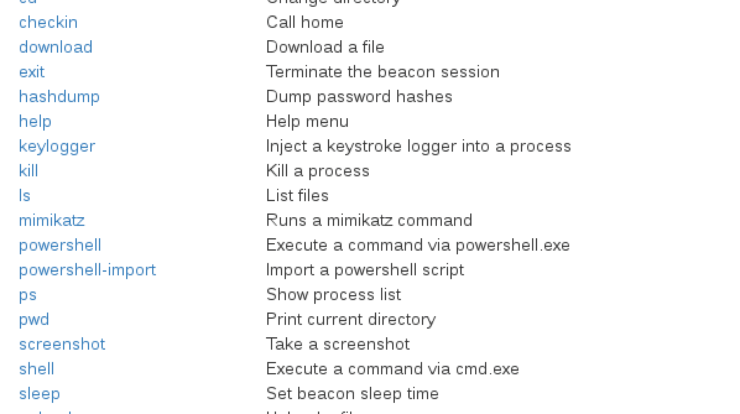 cd Change directory
checkin Call home
download Download a file
exit Terminate the beacon session
hashdump Dump password hashes
help Help menu
keylogger Inject a keystroke logger into a process
kill Kill a process
ls List files
mimikatz Runs a mimikatz command
powershell Execute a command via powershell.exe
powershell-import Import a powershell script
ps Show process list
pwd Print current directory
screenshot Take a screenshot
shell Execute a command via cmd.exe
sleep Set beacon sleep time